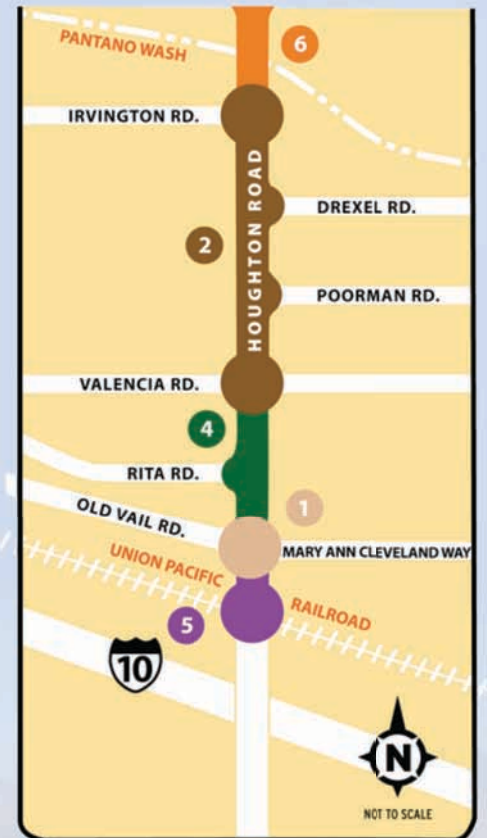 PANTANO WASH
6
IRVINGTON RD.
HOUGHTON ROAD
DREXEL RD.
2
POORMAN RD.
VALENCIA RD.
4
RITA RD.
1
OLD VAIL RD.
MARY ANN CLEVELAND WAY
UNION PACIFIC
RAILROAD
5
10
N
NOT TO SCALE